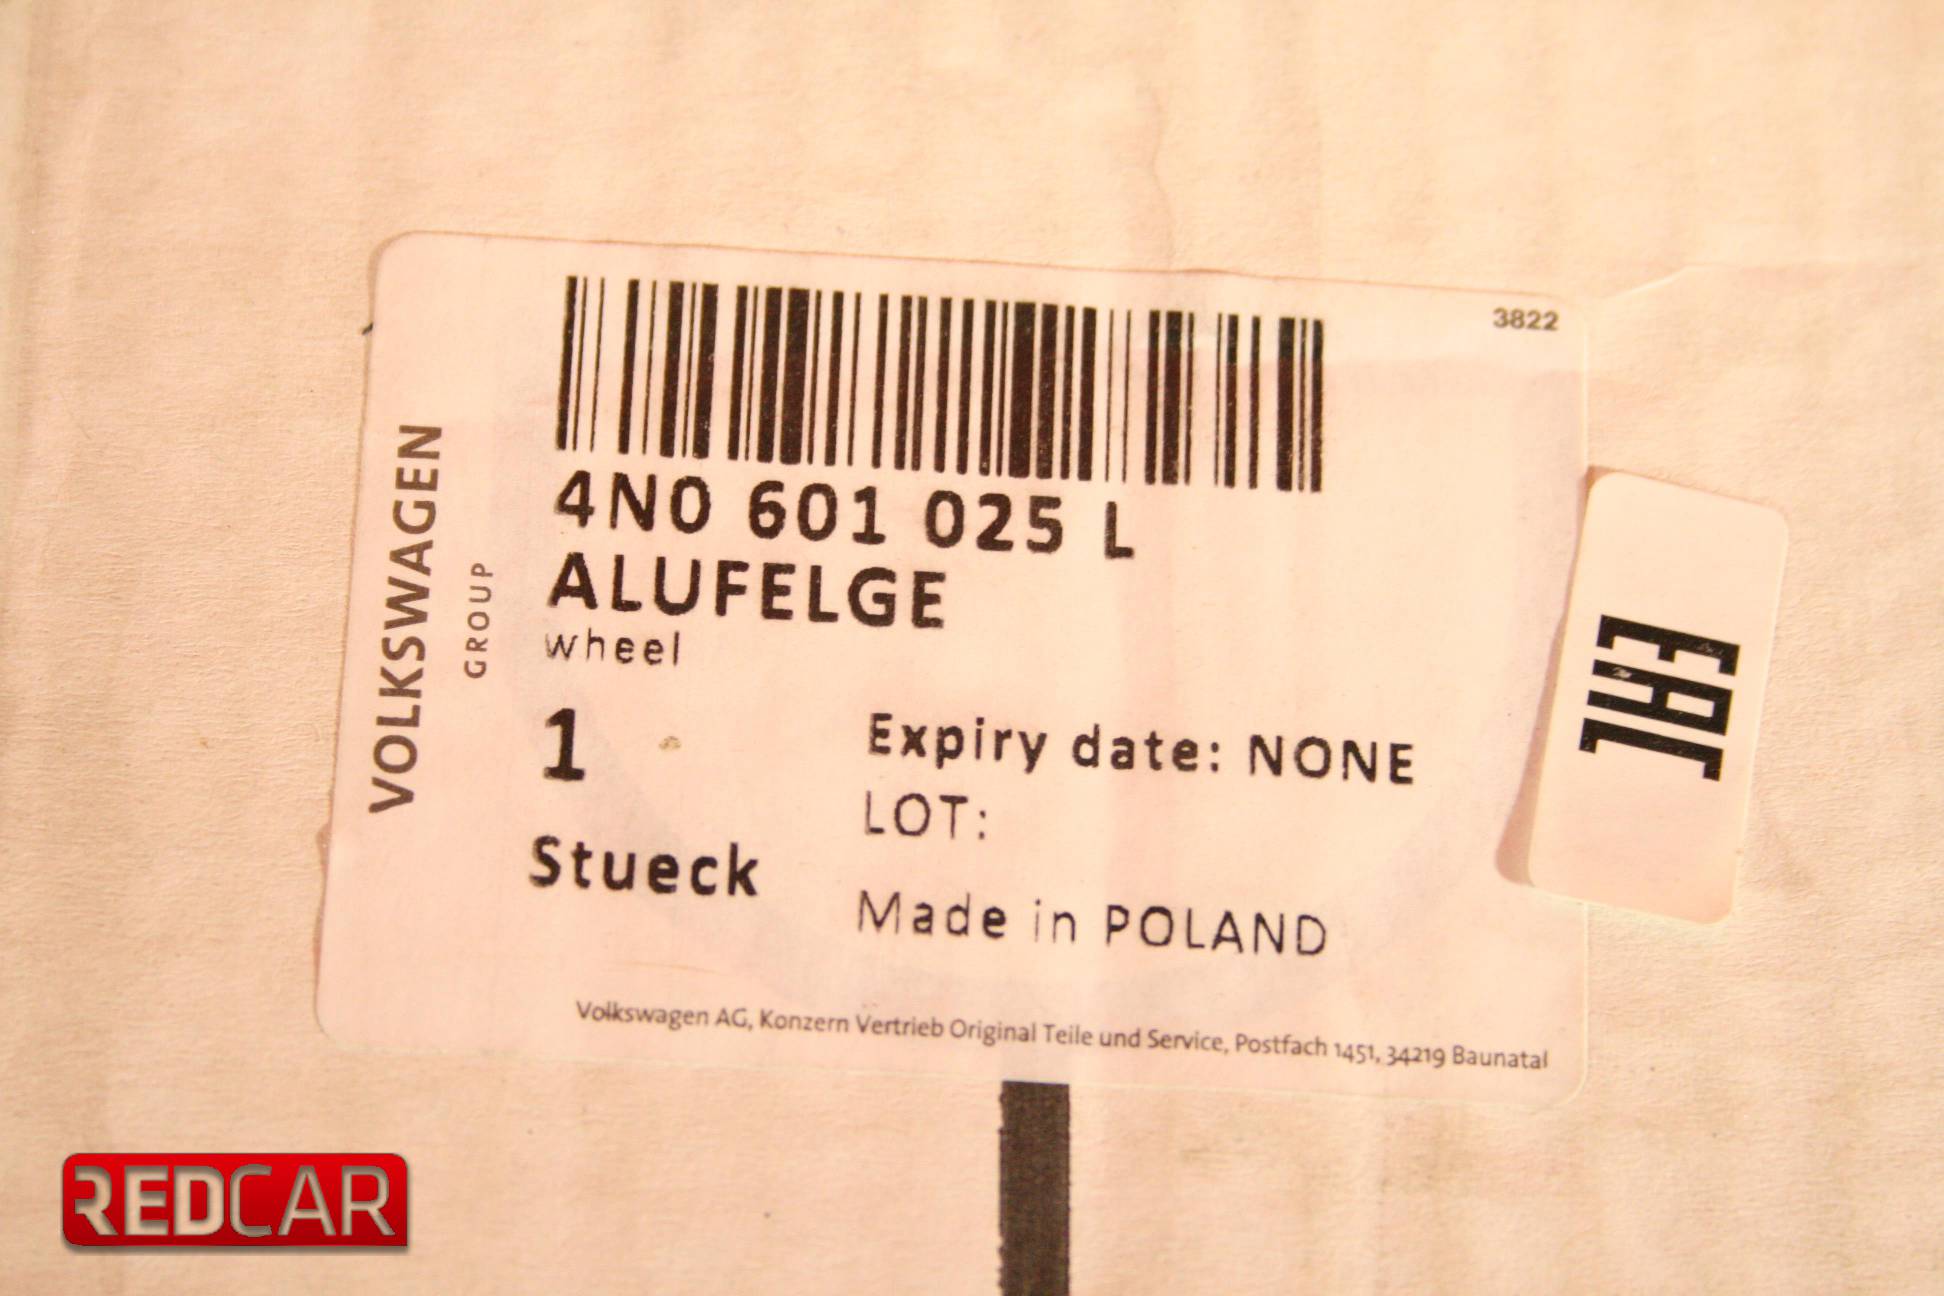 3822
VOLKSWAGEN
GROUP
4N0 601 025 L
ALUFELGE
wheel
1
Stueck
Expiry date: NONE
LOT:
Made in POLAND
Volkswagen AG, Konzern Vertrieb Original Teile und Service, Postfach 1451, 34219 Baunatal
EAC
REDCAR